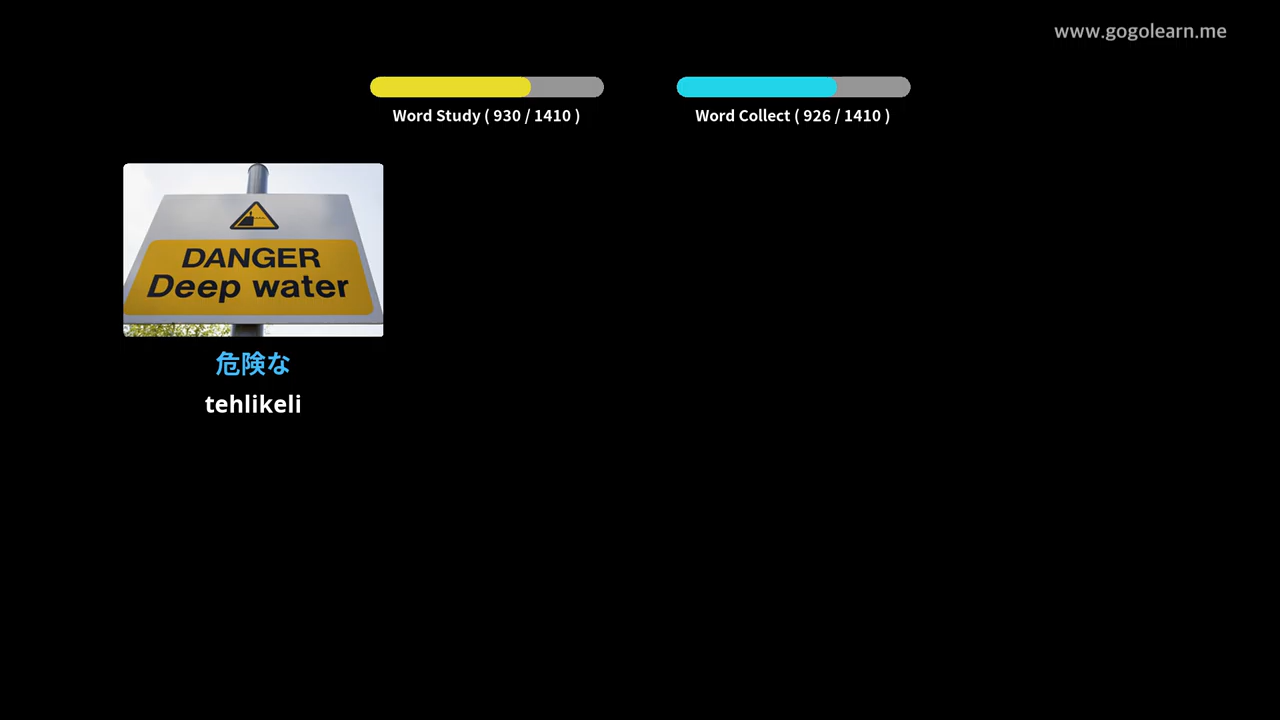 www.gogolearn.me
Word Study ( 930 / 1410 )
Word Collect ( 926 / 1410 )
DANGER
Deep water
危険な
tehlikeli